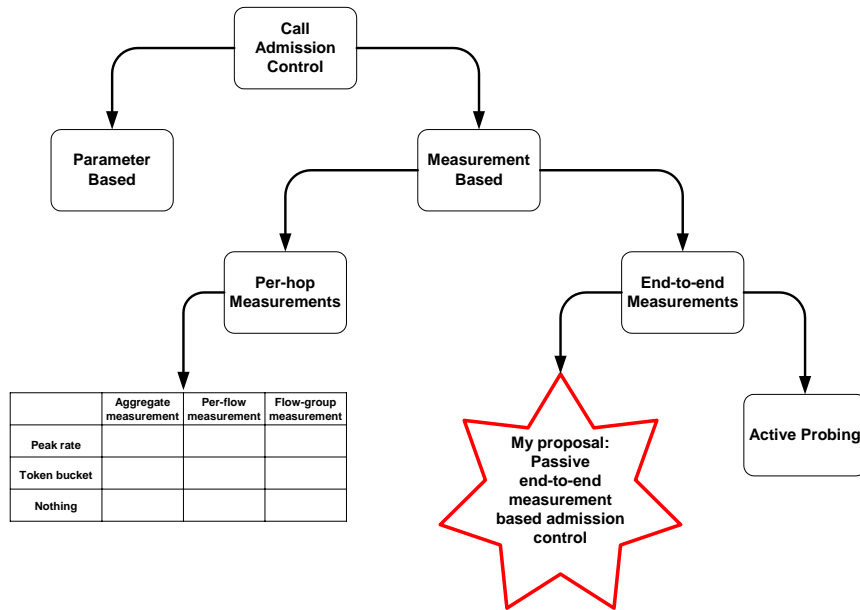 Call
Admission
Control
Parameter
Based
Measurement
Based
Per-hop
Measurements
End-to-end
Measurements
Aggregate
measurement
Per-flow
measurement
Flow-group
measurement
Peak rate
Token bucket
Nothing
My proposal:
Passive
end-to-end
measurement
based admission
control
Active Probing